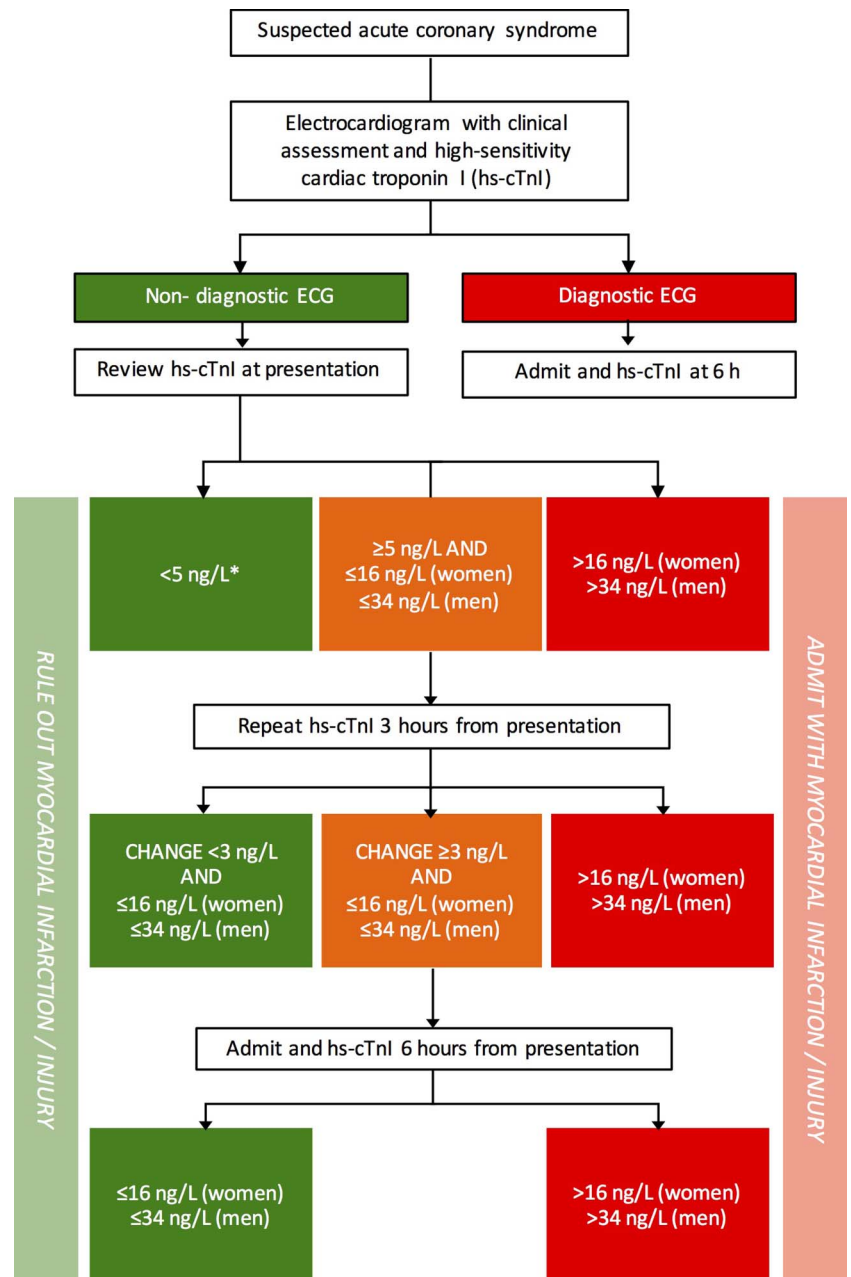 Suspected acute coronary syndrome
Electrocardiogram with clinical
assessment and high-sensitivity
cardiac troponin I (hs-cTnI)
Non- diagnostic ECG
Diagnostic ECG
Review hs-cTnI at presentation
Admit and hs-cTnI at 6 h
RULE OUT MYOCARDIAL INFARCTION / INJURY
<5 ng/L*
≥5 ng/L AND
≤16 ng/L (women)
≤34 ng/L (men)
>16 ng/L (women)
>34 ng/L (men)
ADMIT WITH MYOCARDIAL INFARCTION / INJURY
Repeat hs-cTnI 3 hours from presentation
CHANGE <3 ng/L
AND
≤16 ng/L (women)
≤34 ng/L (men)
CHANGE ≥3 ng/L
AND
≤16 ng/L (women)
≤34 ng/L (men)
>16 ng/L (women)
>34 ng/L (men)
Admit and hs-cTnI 6 hours from presentation
≤16 ng/L (women)
≤34 ng/L (men)
>16 ng/L (women)
>34 ng/L (men)